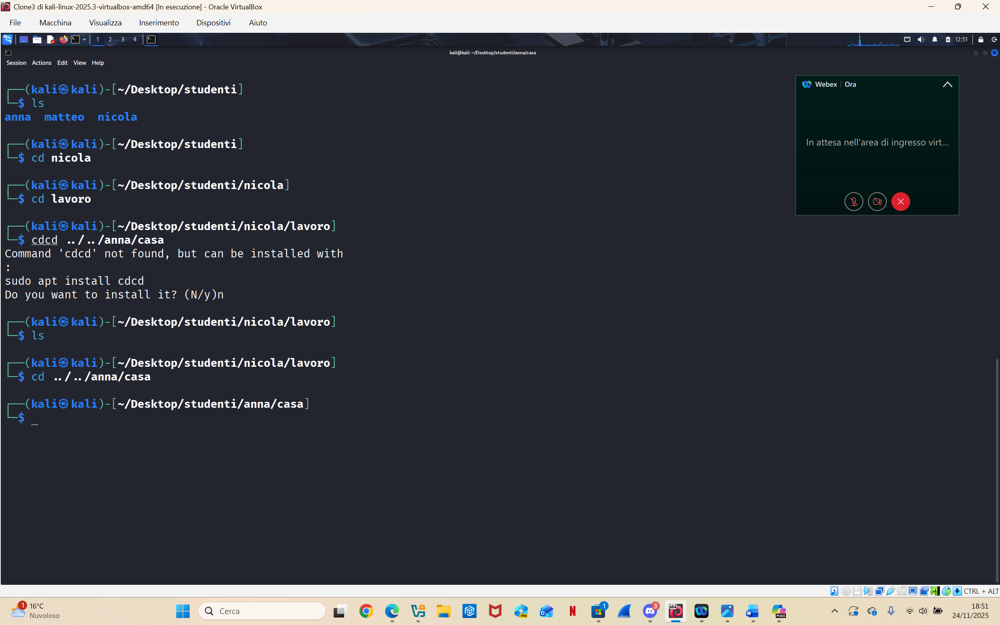 Clone3 di kali-linux-2025.3-virtualbox-amd64 [In esecuzione] - Oracle VirtualBox
File Macchina Visualizza Inserimento Dispositivi Aiuto
1 2 3 4 12:51
kali@kali: ~/Desktop/studenti/anna/casa
Session Actions Edit View Help
┌──(kali㉿kali)-[~/Desktop/studenti]
└─$ ls
anna matteo nicola
┌──(kali㉿kali)-[~/Desktop/studenti]
└─$ cd nicola
┌──(kali㉿kali)-[~/Desktop/studenti/nicola]
└─$ cd lavoro
┌──(kali㉿kali)-[~/Desktop/studenti/nicola/lavoro]
└─$ cdcd ../../anna/casa
Command 'cdcd' not found, but can be installed with
:
sudo apt install cdcd
Do you want to install it? (N/y)n
┌──(kali㉿kali)-[~/Desktop/studenti/nicola/lavoro]
└─$ ls
┌──(kali㉿kali)-[~/Desktop/studenti/nicola/lavoro]
└─$ cd ../../anna/casa
┌──(kali㉿kali)-[~/Desktop/studenti/anna/casa]
└─$ _
Webex | Ora
In attesa nell'area di ingresso virt...
CTRL + ALT
1
16°C
Nuvoloso
Cerca
PRE
N
1
3
x64
W
M365
18:51
24/11/2025